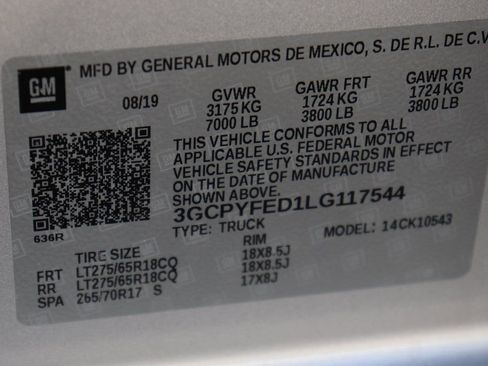 GM
MFD BY GENERAL MOTORS DE MEXICO, S. DE R.L. DE C.V
08/19
GVWR GAWR FRT GAWR RR
3175 KG 1724 KG 1724 KG
7000 LB 3800 LB 3800 LB
THIS VEHICLE CONFORMS TO ALL
APPLICABLE U.S. FEDERAL MOTOR
VEHICLE SAFETY STANDARDS IN EFFECT
ON THE DATE OF MANUFACTURE
SHOWN ABOVE.
3GCPYFED1LG117544
636R
TYPE: TRUCK MODEL: 14CK10543
TIRE SIZE RIM
FRT LT275/65R18CQ 18X8.5J
RR LT275/65R18CQ 18X8.5J
SPA 265/70R17 S 17X8J